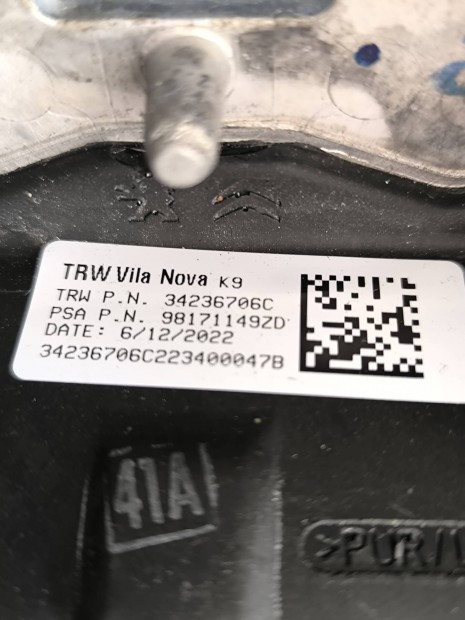 TRW Vila Nova K9
TRW P.N. 34236706C
PSA P.N. 98171149ZD
DATE: 6/12/2022
34236706C223400047B
41A
>PUR/